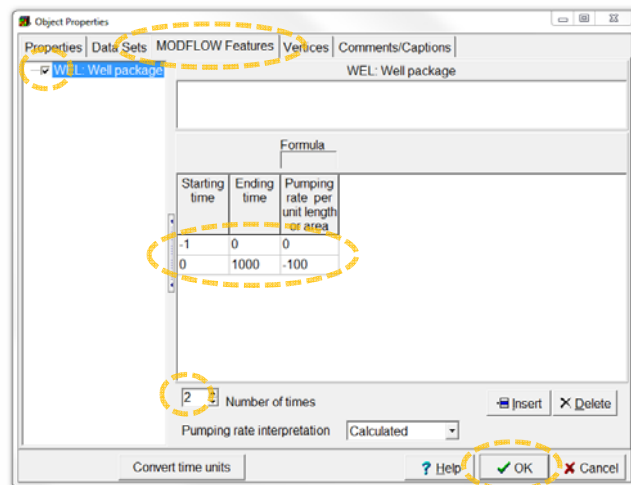 Object Properties
Properties Data Sets MODFLOW Features Vertices Comments/Captions
WEL: Well package
WEL: Well package
Formula
Starting time Ending time Pumping rate per unit length or area
-1 0 0
0 1000 -100
2 Number of times
Insert Delete
Pumping rate interpretation Calculated
Convert time units ? Help OK Cancel